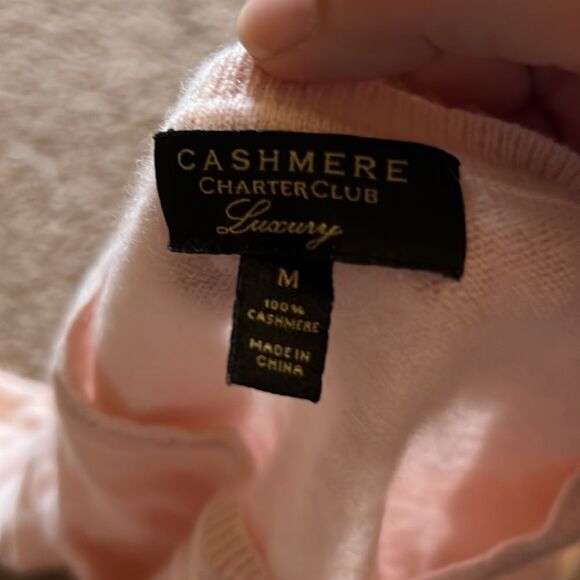 CASHMERE
CHARTER CLUB
Luxury
M
100%
CASHMERE
MADE IN
CHINA